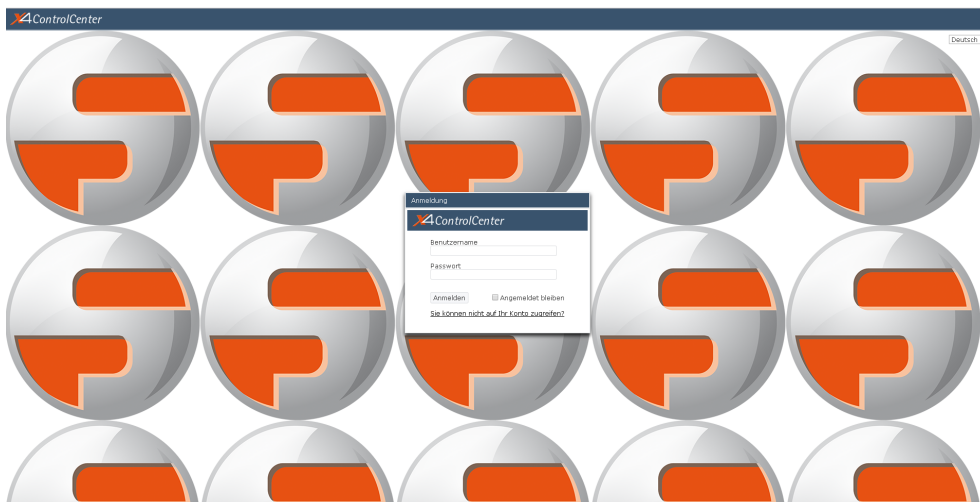 X4 ControlCenter
Deutsch
Anmeldung
X4 ControlCenter
Benutzername
Passwort
Anmelden
Angemeldet bleiben
Sie können nicht auf Ihr Konto zugreifen?